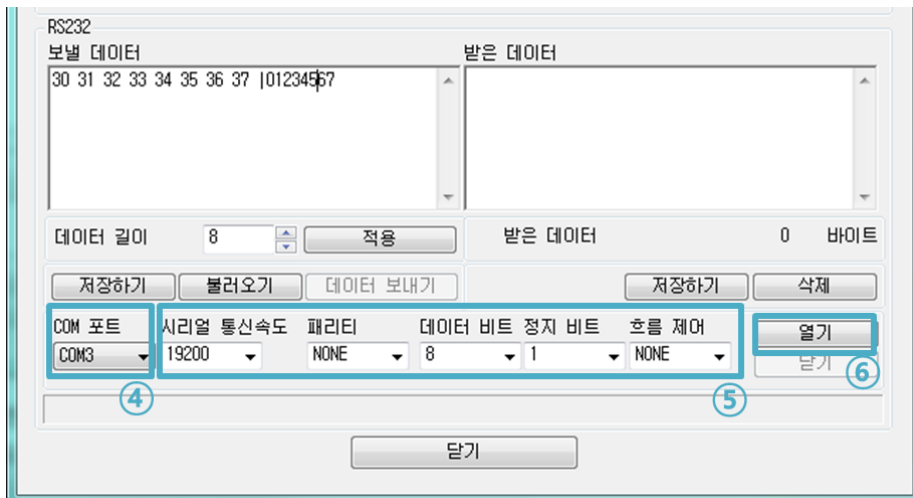 RS232
보낼 데이터
받은 데이터
30 31 32 33 34 35 36 37 |01234567
데이터 길이
8
적용
받은 데이터
0
바이트
저장하기
불러오기
데이터 보내기
저장하기
삭제
COM 포트
시리얼 통신속도
패리티
데이터 비트
정지 비트
흐름 제어
열기
COM3
19200
NONE
8
1
NONE
닫기
④
⑤
⑥
닫기